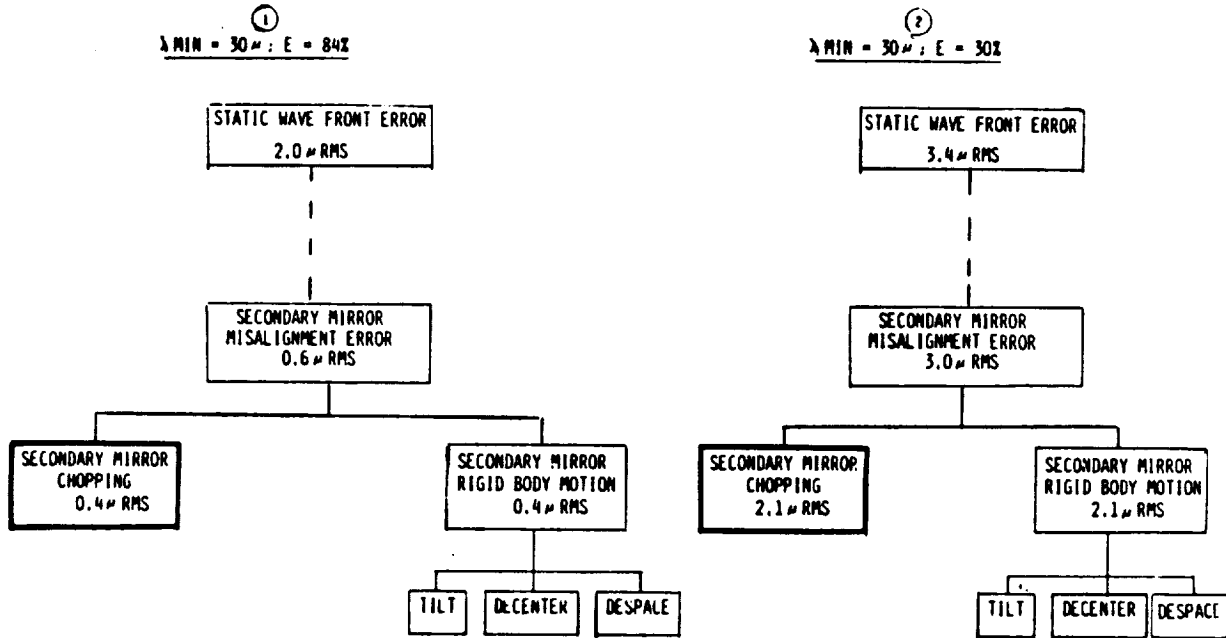 ①
λ MIN = 30μ; E = 84%
STATIC WAVE FRONT ERROR
2.0 μ RMS
SECONDARY MIRROR
MISALIGNMENT ERROR
0.6 μ RMS
SECONDARY MIRROR
CHOPPING
0.4 μ RMS
SECONDARY MIRROR
RIGID BODY MOTION
0.4 μ RMS
TILT
DECENTER
DESPACE
②
λ MIN = 30μ; E = 30%
STATIC WAVE FRONT ERROR
3.4 μ RMS
SECONDARY MIRROR
MISALIGNMENT ERROR
3.0 μ RMS
SECONDARY MIRROR
CHOPPING
2.1 μ RMS
SECONDARY MIRROR
RIGID BODY MOTION
2.1 μ RMS
TILT
DECENTER
DESPACE